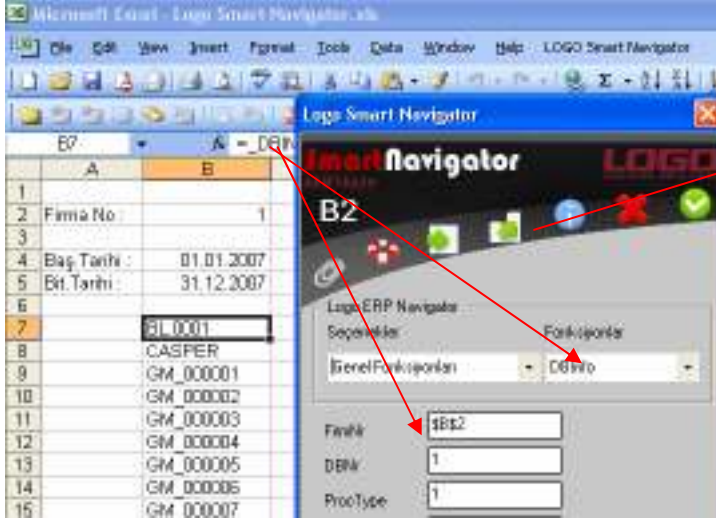 Microsoft Excel - Logo Smart Navigator.xls
File Edit View Insert Format Tools Data Window Help LOGO Smart Navigator
Logo Smart Navigator
B7
A B
smart Navigator LOGO
B2
1
2 Firma No : 1
3
4 Baş Tarihi : 01.01.2007
5 Bit.Tarihi : 31.12.2007
6
7 BL.0001
8 CASPER
9 GM_000001
10 GM_000002
11 GM_000003
12 GM_000004
13 GM_000005
14 GM_000006
15 GM_000007
Logo ERP Navigator
Seçenekler Fonksiyonlar
Genel Fonksiyonları DBInfo
FirmNr $B$2
DBNr 1
ProcType 1